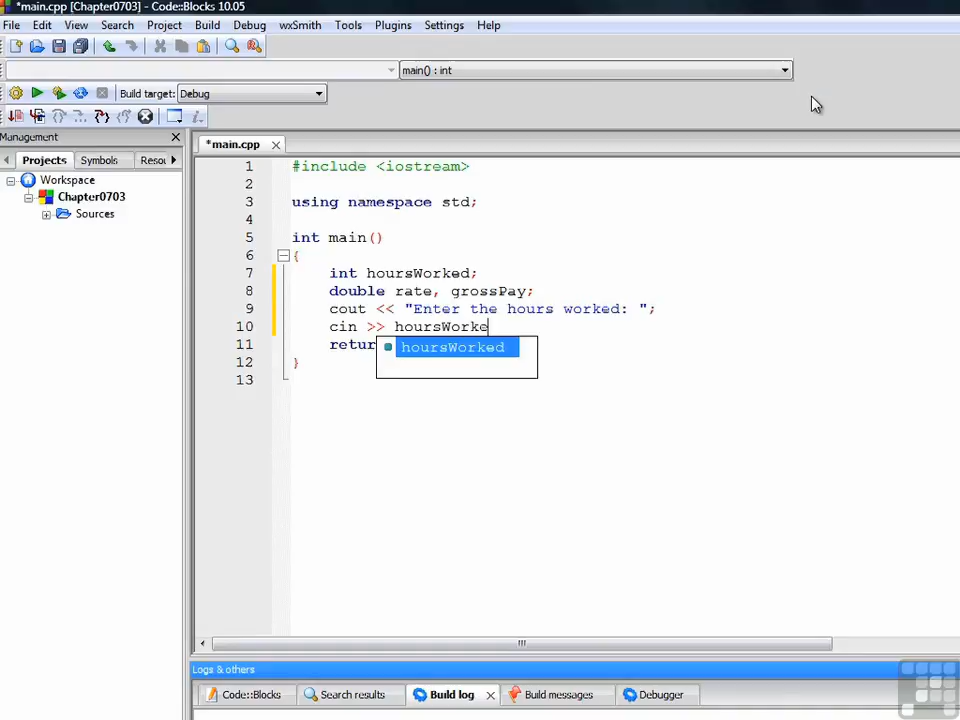 *main.cpp [Chapter0703] - Code::Blocks 10.05
File Edit View Search Project Build Debug wxSmith Tools Plugins Settings Help
main() : int
Build target: Debug
Management
*main.cpp
Projects Symbols Resou
Workspace
Chapter0703
Sources
1 #include <iostream>
2
3 using namespace std;
4
5 int main()
6 {
7 int hoursWorked;
8 double rate, grossPay;
9 cout << "Enter the hours worked: ";
10 cin >> hoursWorke
hoursWorked
11 retur
12 }
13
Logs & others
Code::Blocks Search results Build log Build messages Debugger